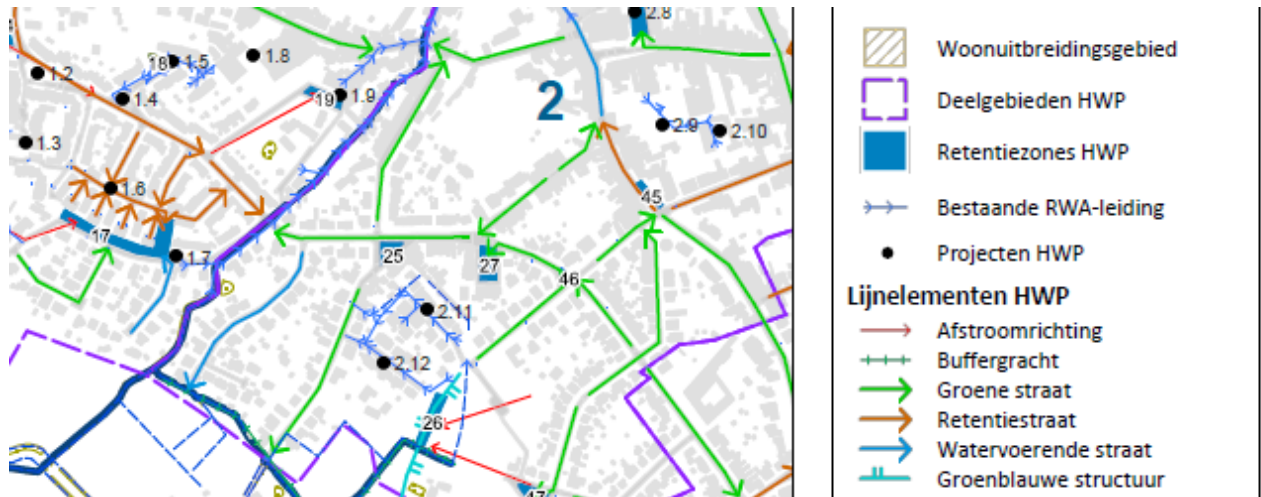 2.8
1.8
18
1.5
1.2
1.4
19
1.9
2
2.9
2.10
1.3
1.6
45
17
1.7
25
27
46
2.11
2.12
26
47
Woonuitbreidingsgebied
Deelgebieden HWP
Retentiezones HWP
Bestaande RWA-leiding
Projecten HWP
Lijnelementen HWP
Afstroomrichting
Buffergracht
Groene straat
Retentiestraat
Watervoerende straat
Groenblauwe structuur